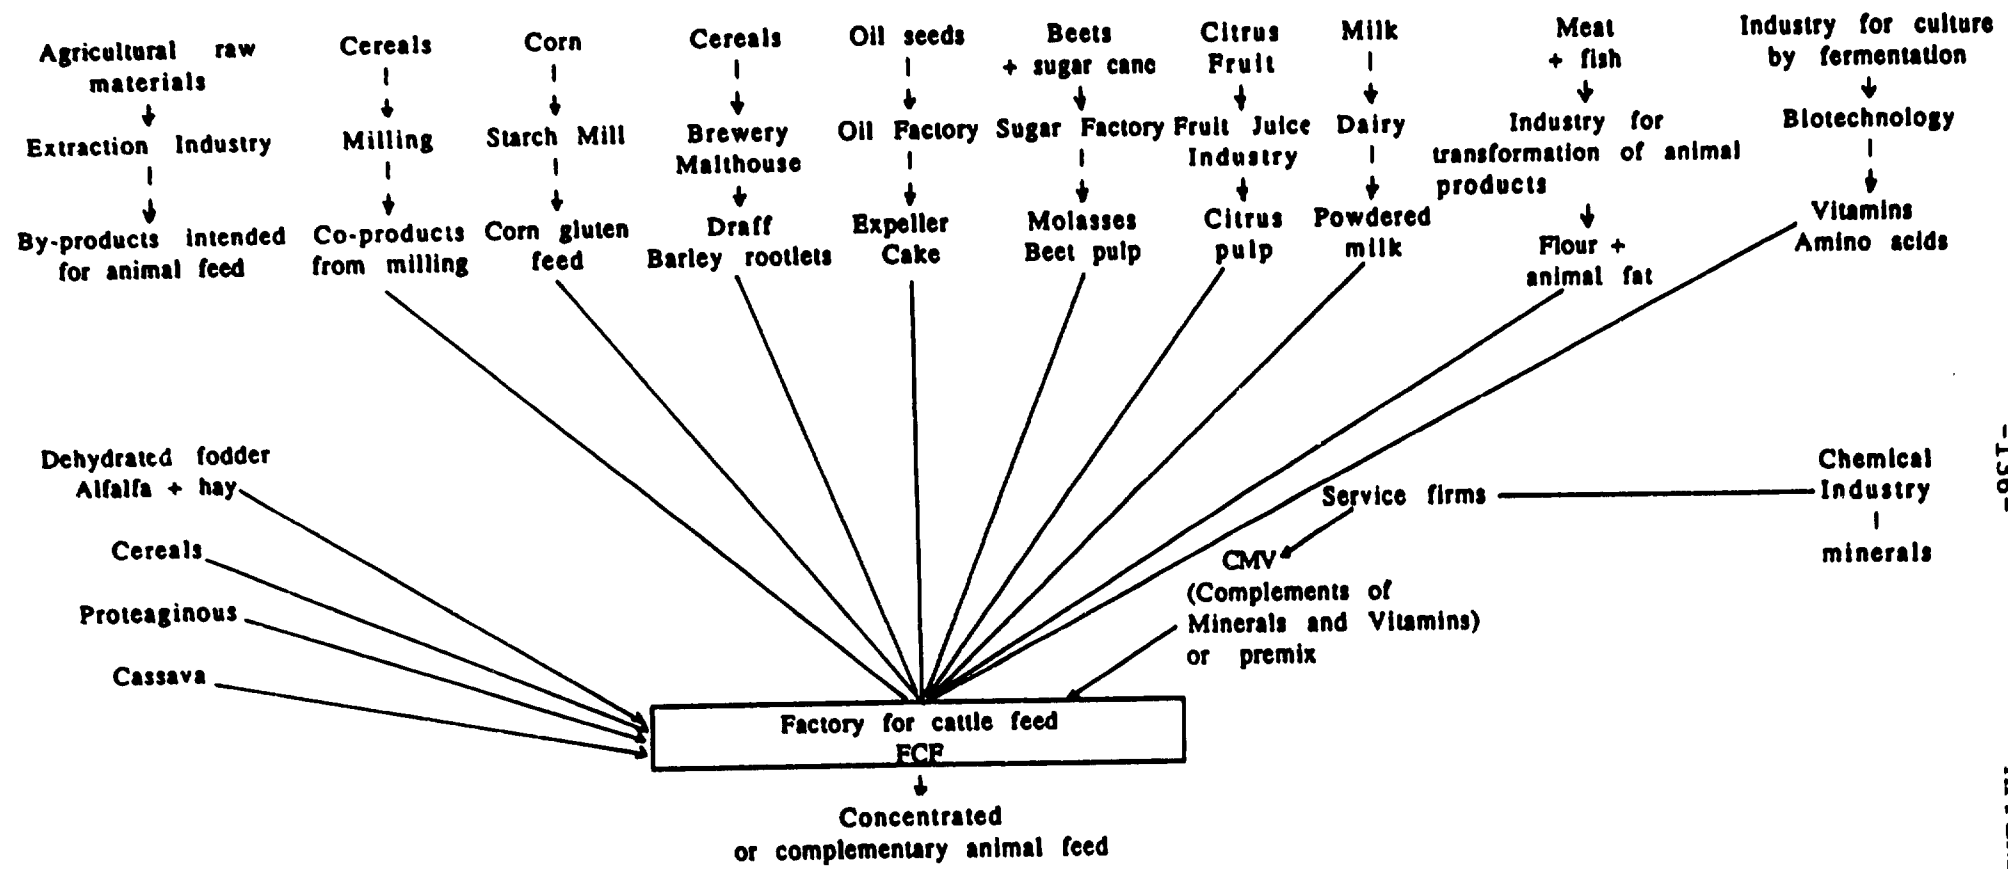 Agricultural raw
materials
Extraction Industry
By-products intended
for animal feed
Cereals
Milling
Co-products
from milling
Corn
Starch Mill
Corn gluten
feed
Cereals
Brewery
Malthouse
Draff
Barley rootlets
Oil seeds
Oil Factory
Expeller
Cake
Beets
+ sugar cane
Sugar Factory
Molasses
Beet pulp
Citrus
Fruit
Fruit Juice
Industry
Citrus
pulp
Milk
Dairy
Powdered
milk
Meat
+ fish
Industry for
transformation of animal
products
Flour +
animal fat
Industry for culture
by fermentation
Biotechnology
Vitamins
Amino acids
Dehydrated fodder
Alfalfa + hay
Cereals
Proteaginous
Cassava
Chemical
Industry
minerals
Service firms
CMV
(Complements of
Minerals and Vitamins)
or premix
Factory for cattle feed
FCF
Concentrated
or complementary animal feed
-136-